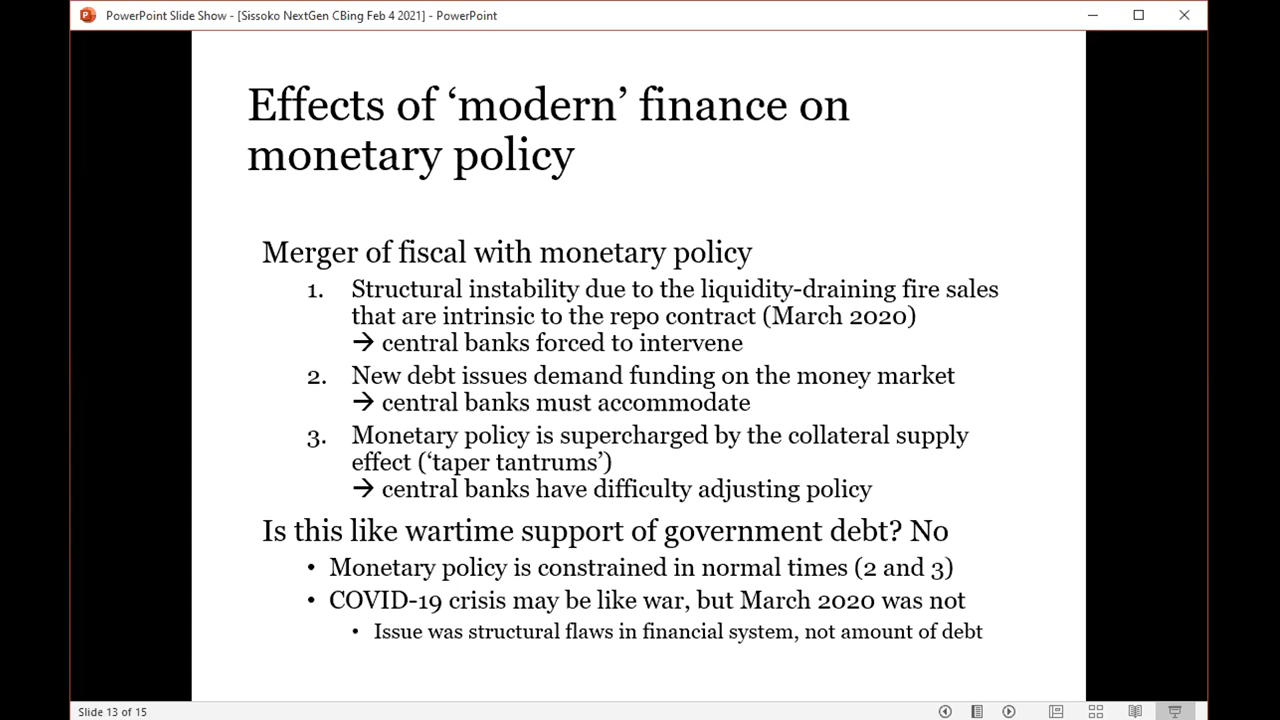 PowerPoint Slide Show - [Sissoko NextGen CBing Feb 4 2021] - PowerPoint
Effects of ‘modern’ finance on
monetary policy
Merger of fiscal with monetary policy
1. Structural instability due to the liquidity-draining fire sales
that are intrinsic to the repo contract (March 2020)
→ central banks forced to intervene
2. New debt issues demand funding on the money market
→ central banks must accommodate
3. Monetary policy is supercharged by the collateral supply
effect (‘taper tantrums’)
→ central banks have difficulty adjusting policy
Is this like wartime support of government debt? No
• Monetary policy is constrained in normal times (2 and 3)
• COVID-19 crisis may be like war, but March 2020 was not
• Issue was structural flaws in financial system, not amount of debt
Slide 13 of 15